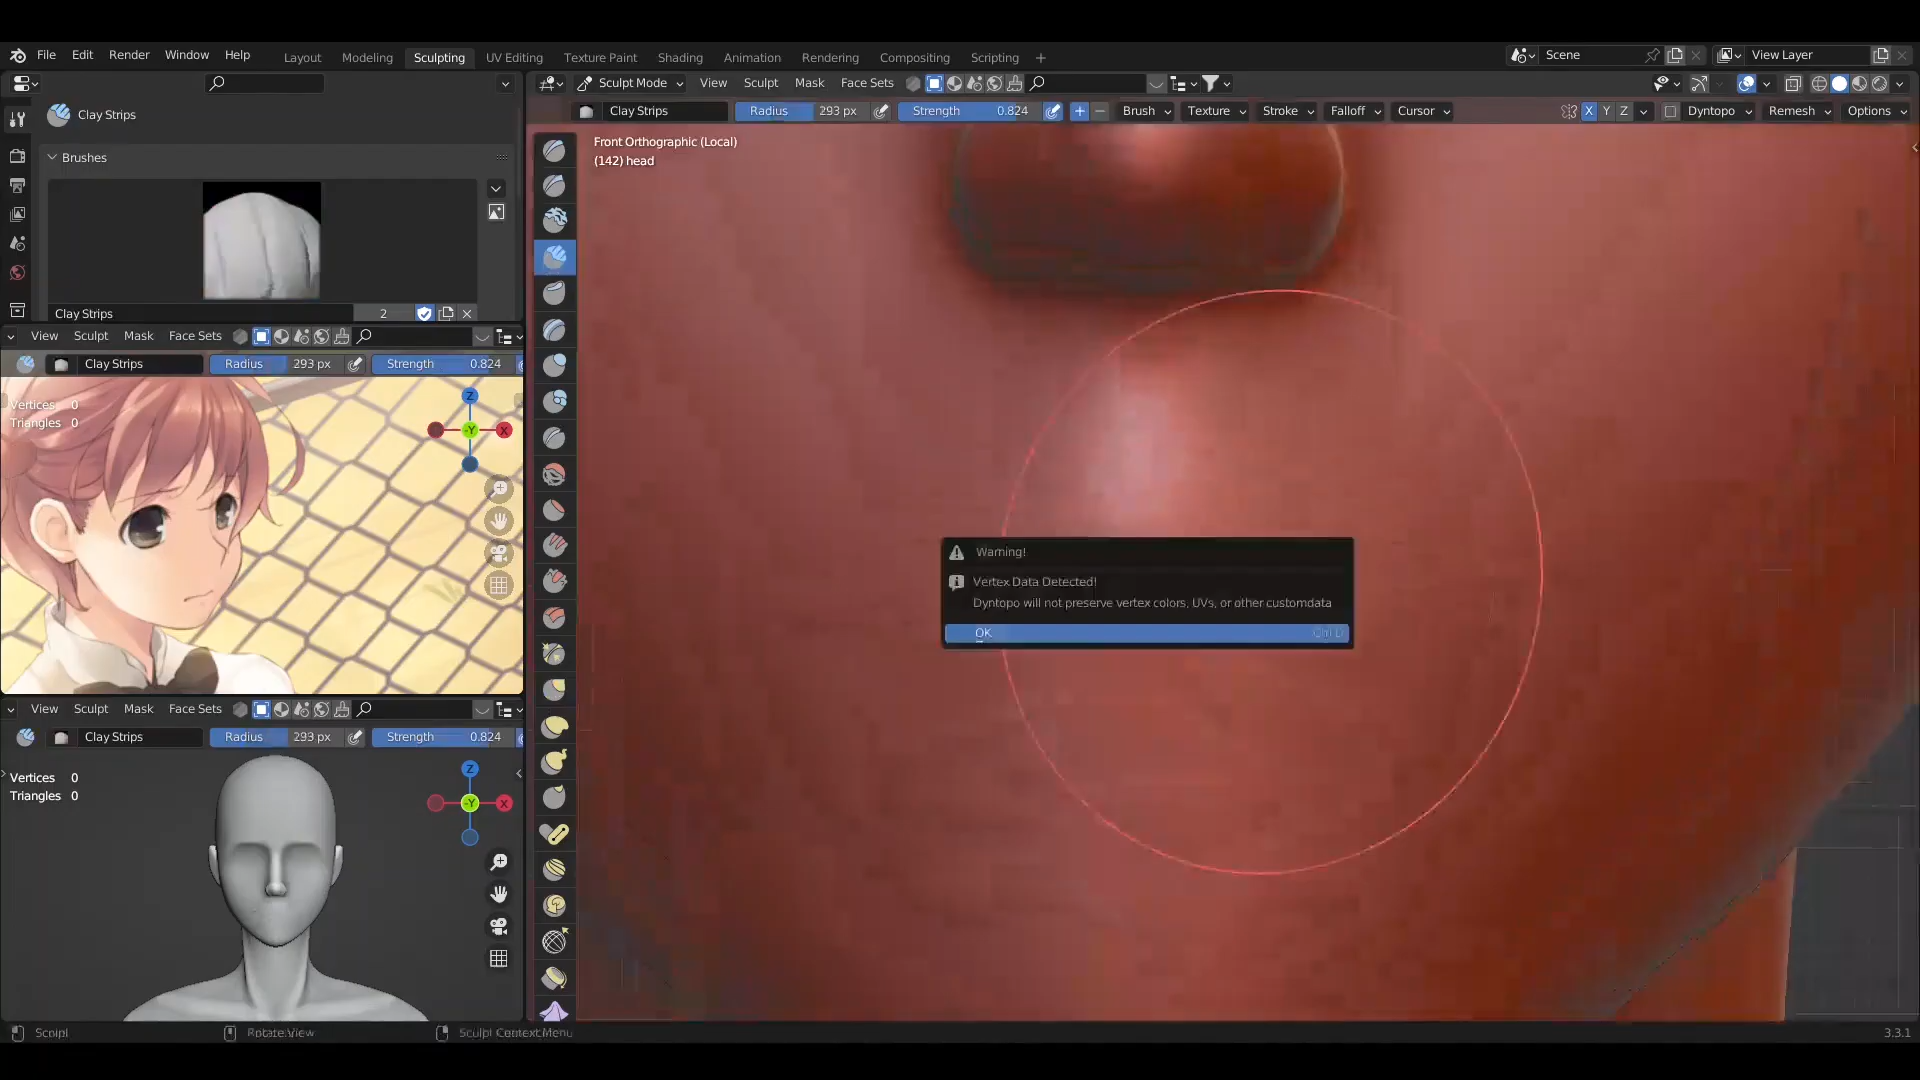 File Edit Render Window Help Layout Modeling Sculpting UV Editing Texture Paint Shading Animation Rendering Compositing Scripting + Scene View Layer
Sculpt Mode View Sculpt Mask Face Sets
Clay Strips
Clay Strips Radius 293 px Strength 0.824 + − Brush Texture Stroke Falloff Cursor X Y Z Dyntopo Remesh Options
Brushes
Front Orthographic (Local)
(142) head
Clay Strips 2
View Sculpt Mask Face Sets
Clay Strips Radius 293 px Strength 0.824
Vertices 0
Triangles 0
Z
-Y X
Warning!
Vertex Data Detected!
Dyntopo will not preserve vertex colors, UVs, or other customdata
OK
View Sculpt Mask Face Sets
Clay Strips Radius 293 px Strength 0.824
Vertices 0
Triangles 0
Z
-Y X
Sculpt Rotate View Sculpt Context Menu 3.3.1